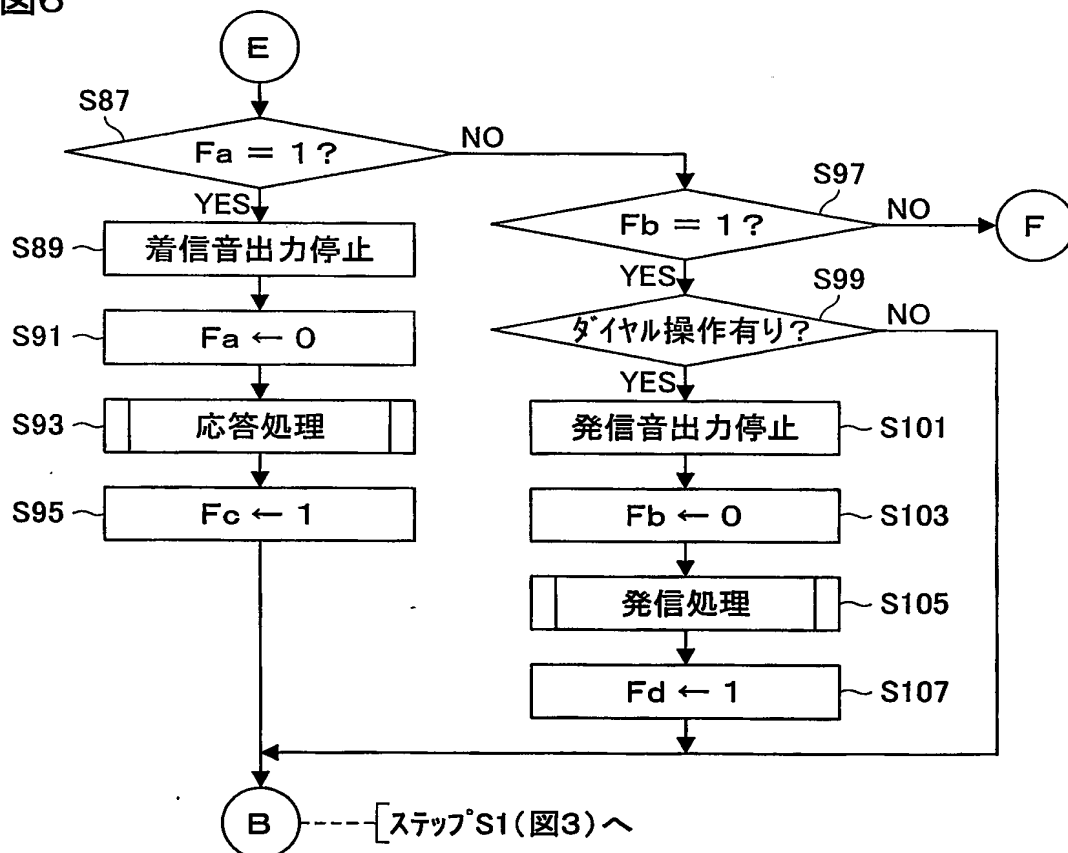 図6
E
S87
Fa = 1?
NO
YES
S89
着信音出力停止
S91
Fa ← 0
S93
応答処理
S95
Fc ← 1
S97
Fb = 1?
NO
F
YES
S99
ダイヤル操作有り?
NO
YES
発信音出力停止
S101
Fb ← 0
S103
発信処理
S105
Fd ← 1
S107
B
ステップS1(図3)へ